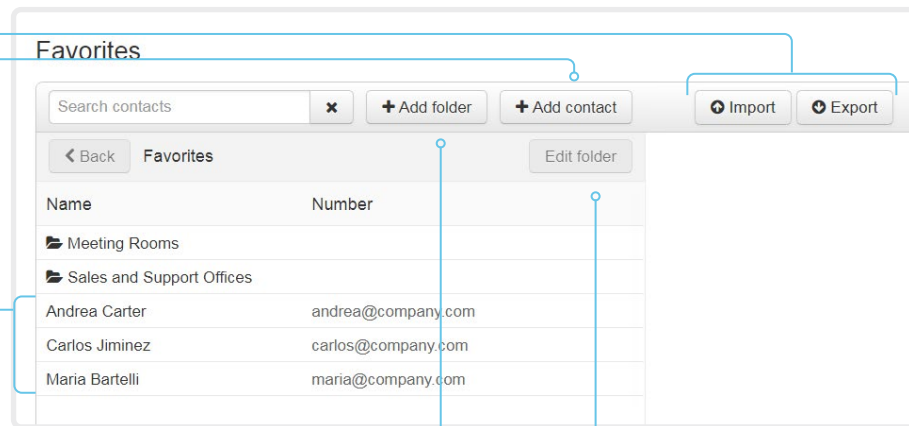 Favorites
Search contacts Add folder Add contact Import Export
Back Favorites Edit folder
Name Number
Meeting Rooms
Sales and Support Offices
Andrea Carter andrea@company.com
Carlos Jiminez carlos@company.com
Maria Bartelli maria@company.com